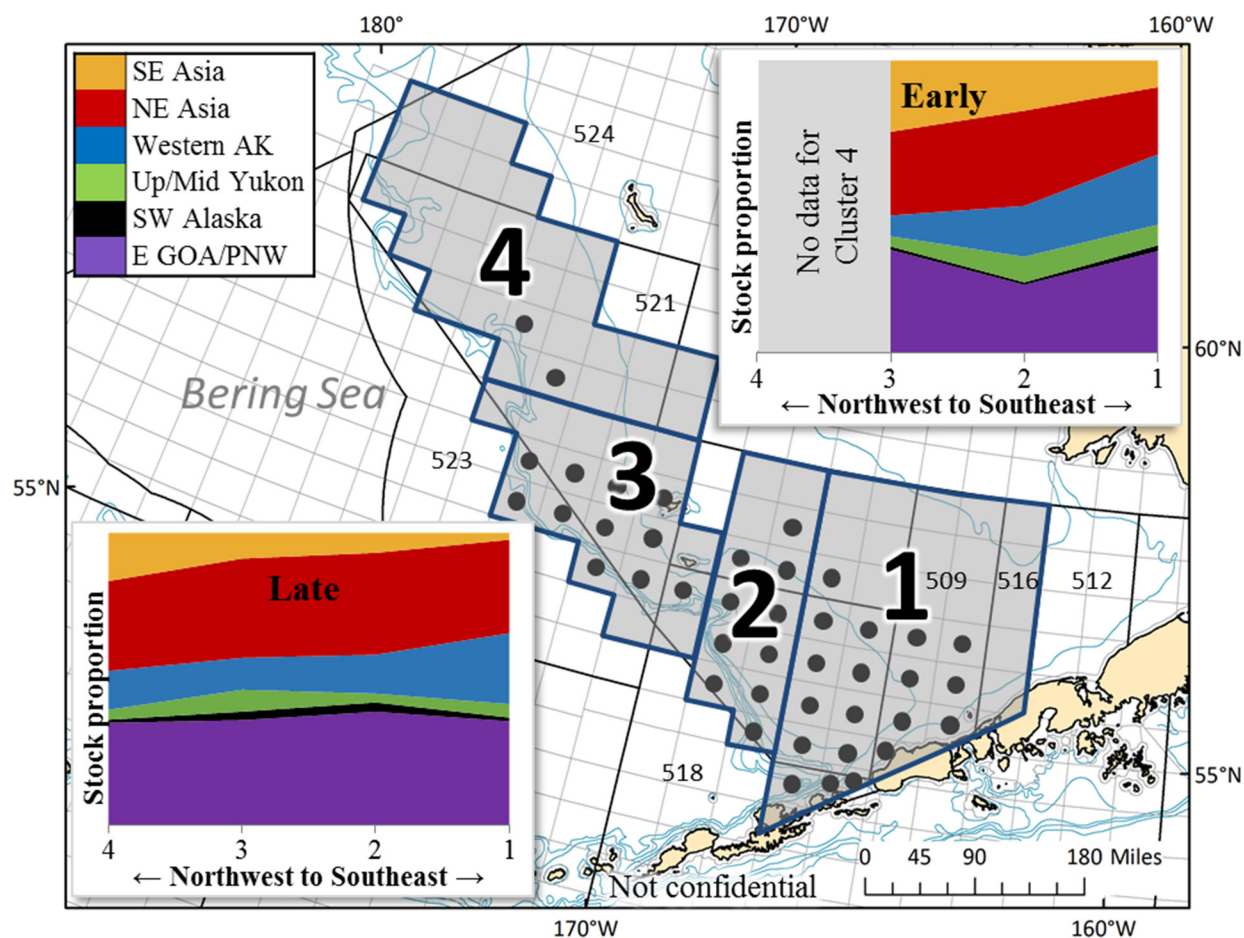 180°
170°W
160°W
SE Asia
NE Asia
Western AK
Up/Mid Yukon
SW Alaska
E GOA/PNW
Early
Stock proportion
No data for
Cluster 4
4
3
2
1
← Northwest to Southeast →
524
4
521
60°N
Bering Sea
3
523
55°N
2
1
509
516
512
518
55°N
Late
Stock proportion
4
3
2
1
← Northwest to Southeast →
0
45
90
180 Miles
Not confidential
170°W
160°W